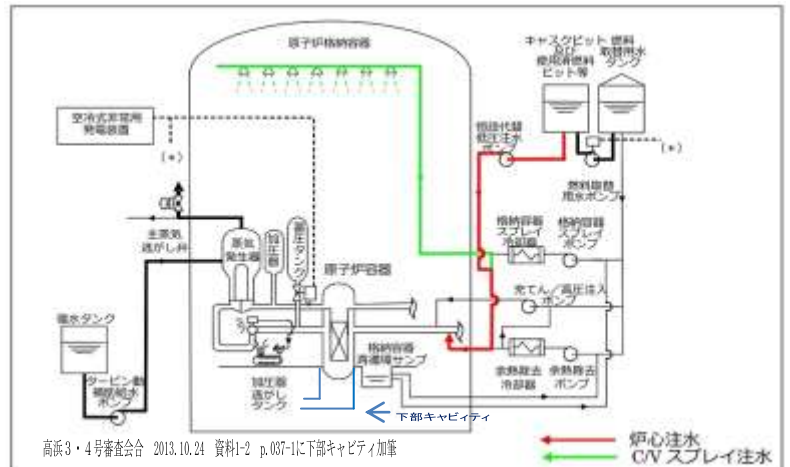 原子炉格納容器
キャスクピット
及び
使用済燃料
ピット等
燃料
取替用水
タンク
空冷式非常用
発電装置
(*)
恒設代替
低圧注水
ポンプ
(*)
燃料取替
用水ポンプ
主蒸気
逃がし弁
蒸気
発生器
加圧器
蓄圧タンク
原子炉容器
格納容器
スプレイ
冷却器
格納容器
スプレイ
ポンプ
充てん/高圧注入
ポンプ
復水タンク
タービン動
補助給水
ポンプ
加圧器
逃がし
タンク
格納容器
再循環サンプ
余熱除去
冷却器
余熱除去
ポンプ
下部キャビティ
高浜3・4号審査会合 2013.10.24 資料1-2 p.037-1に下部キャビティ加筆
炉心注水
C/V スプレイ注水